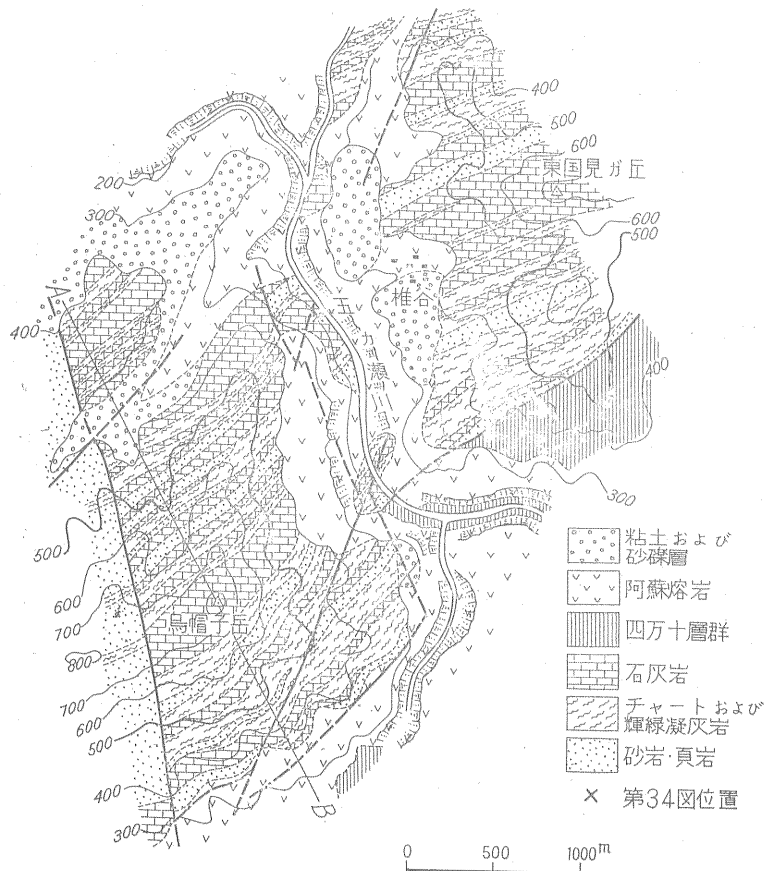 400
500
600
東国見ガ丘
600
500
200
300
椎谷
五ヶ瀬川
A
400
400
300
500
600
700
烏帽子岳
800
700
600
500
400
300
B
粘土および
砂礫層
阿蘇熔岩
四万十層群
石灰岩
チャートおよび
輝緑凝灰岩
砂岩・頁岩
× 第34図位置
0 500 1000m